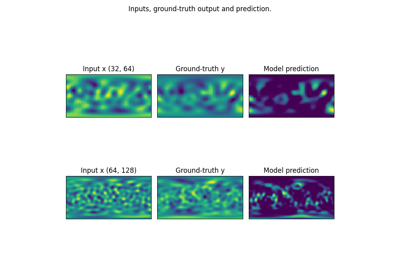 Inputs, ground-truth output and prediction.
Input x (32, 64) Ground-truth y Model prediction
Input x (64, 128) Ground-truth y Model prediction